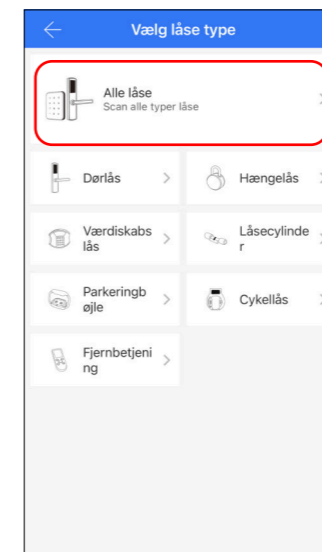 Vælg låse type
Alle låse
Scan alle typer låse
Dørlås
Hængelås
Værdiskabs
lås
Låsecylinde
r
Parkeringb
øjle
Cykellås
Fjernbetjeni
ng